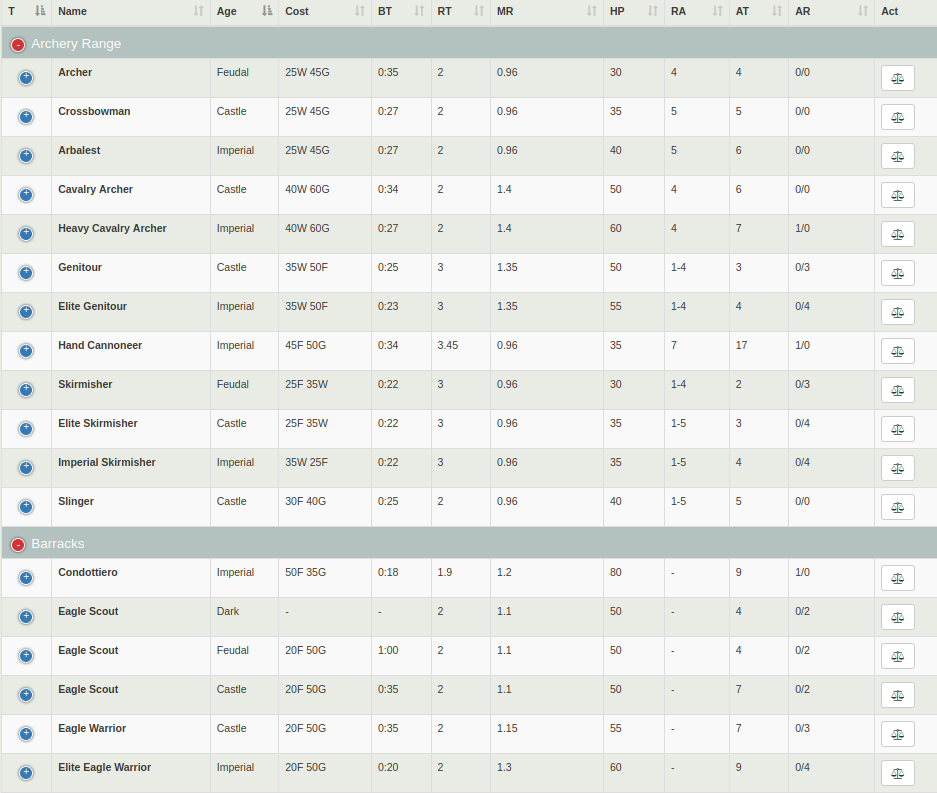 T Name Age Cost BT RT MR HP RA AT AR Act
- Archery Range
+ Archer Feudal 25W 45G 0:35 2 0.96 30 4 4 0/0
+ Crossbowman Castle 25W 45G 0:27 2 0.96 35 5 5 0/0
+ Arbalest Imperial 25W 45G 0:27 2 0.96 40 5 6 0/0
+ Cavalry Archer Castle 40W 60G 0:34 2 1.4 50 4 6 0/0
+ Heavy Cavalry Archer Imperial 40W 60G 0:27 2 1.4 60 4 7 1/0
+ Genitour Castle 35W 50F 0:25 3 1.35 50 1-4 3 0/3
+ Elite Genitour Imperial 35W 50F 0:23 3 1.35 55 1-4 4 0/4
+ Hand Cannoneer Imperial 45F 50G 0:34 3.45 0.96 35 7 17 1/0
+ Skirmisher Feudal 25F 35W 0:22 3 0.96 30 1-4 2 0/3
+ Elite Skirmisher Castle 25F 35W 0:22 3 0.96 35 1-5 3 0/4
+ Imperial Skirmisher Imperial 35W 25F 0:22 3 0.96 35 1-5 4 0/4
+ Slinger Castle 30F 40G 0:25 2 0.96 40 1-5 5 0/0
- Barracks
+ Condottiero Imperial 50F 35G 0:18 1.9 1.2 80 - 9 1/0
+ Eagle Scout Dark - - 2 1.1 50 - 4 0/2
+ Eagle Scout Feudal 20F 50G 1:00 2 1.1 50 - 4 0/2
+ Eagle Scout Castle 20F 50G 0:35 2 1.1 50 - 7 0/2
+ Eagle Warrior Castle 20F 50G 0:35 2 1.15 55 - 7 0/3
+ Elite Eagle Warrior Imperial 20F 50G 0:20 2 1.3 60 - 9 0/4